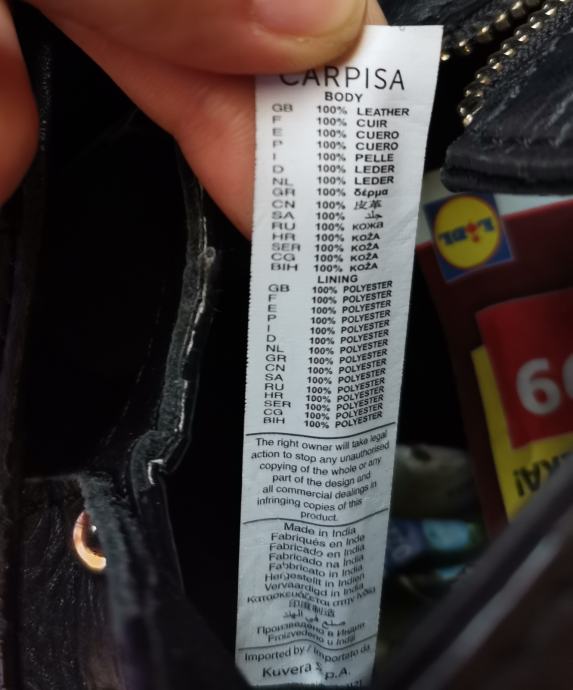 CARPISA
BODY
GB 100% LEATHER
F 100% CUIR
E 100% CUERO
P 100% CUERO
I 100% PELLE
D 100% LEDER
NL 100% LEDER
GR 100% δέρμα
CN 100% 皮革
SA 100% جلد
RU 100% кожа
HR 100% KOŽA
SER 100% KOŽA
CG 100% KOŽA
BIH 100% KOŽA
LINING
GB 100% POLYESTER
F 100% POLYESTER
E 100% POLYESTER
P 100% POLYESTER
I 100% POLYESTER
D 100% POLYESTER
NL 100% POLYESTER
GR 100% POLYESTER
CN 100% POLYESTER
SA 100% POLYESTER
RU 100% POLYESTER
HR 100% POLYESTER
SER 100% POLYESTER
CG 100% POLYESTER
BIH 100% POLYESTER
The right owner will take legal
action to stop any unauthorised
copying of the whole or any
part of the design and
all commercial dealings in
infringing copies of this
product.
Made in India
Fabriqués en Inde
Fabricado en India
Fabricado na India
Fabbricato in India
Hergestellt in Indien
Vervaardigd in India
Κατασκευάζεται στην Ινδία
印度制造
صنع في الهند
Произведено в Индии
Proizvedeno u Indiji
Imported by / Importato da
Kuvera S.p.A.
LIDL
66